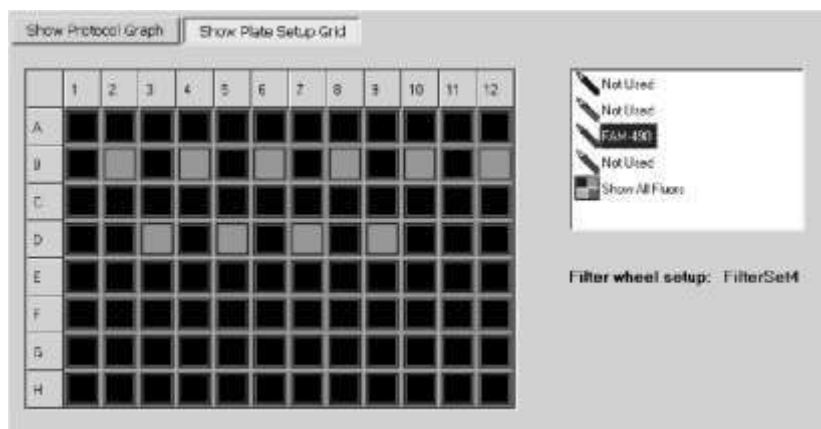 Show Protocol Graph
Show Plate Setup Grid
1 2 3 4 5 6 7 8 9 10 11 12
A
B
C
D
E
F
G
H
Not Used
Not Used
FAM-490
Not Used
Show All Fluors
Filter wheel setup: FilterSet4